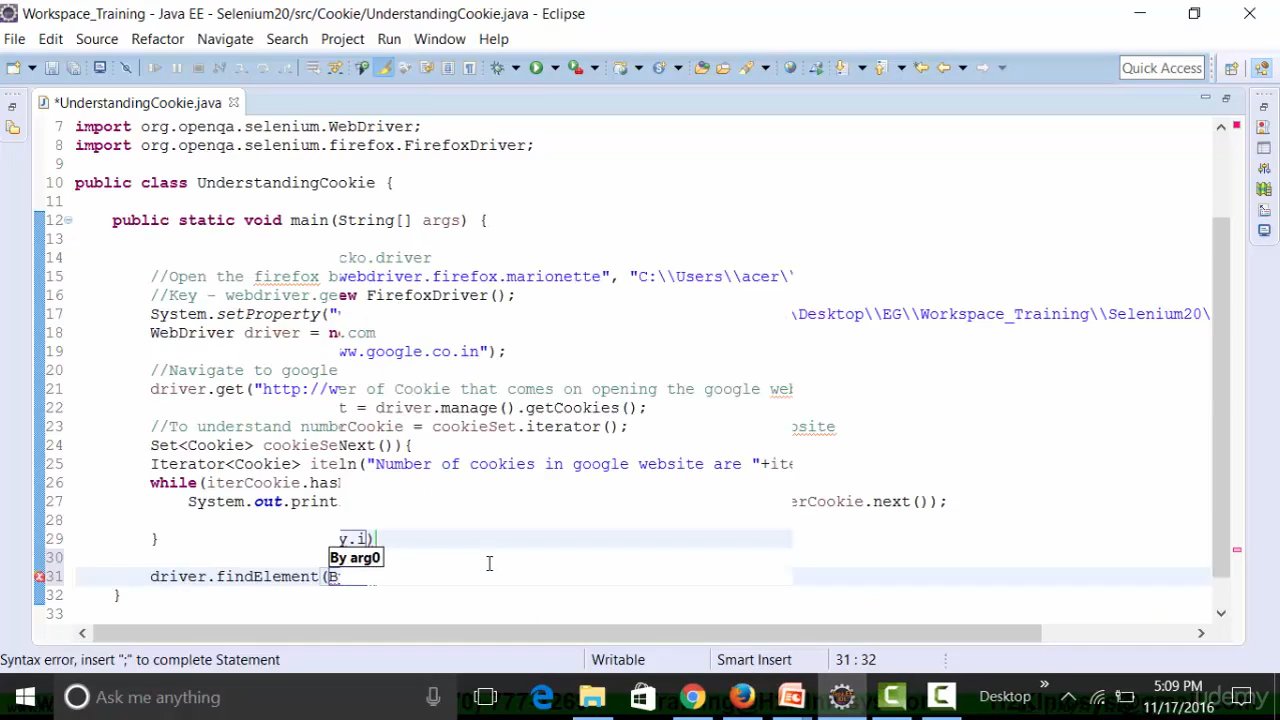 Workspace_Training - Java EE - Selenium20/src/Cookie/UnderstandingCookie.java - Eclipse
File Edit Source Refactor Navigate Search Project Run Window Help
Quick Access
*UnderstandingCookie.java
7 import org.openqa.selenium.WebDriver;
8 import org.openqa.selenium.firefox.FirefoxDriver;
9
10 public class UnderstandingCookie {
11
12 public static void main(String[] args) {
13
14 cko.driver
15 //Open the firefox b webdriver.firefox.marionette", "C:\\Users\\acer\
16 //Key - webdriver.ge ew FirefoxDriver();
17 System.setProperty(" \Desktop\\EG\\Workspace_Training\\Selenium20\
18 WebDriver driver = n .com
19 ww.google.co.in");
20 //Navigate to google
21 driver.get("http://w er of Cookie that comes on opening the google web
22 t = driver.manage().getCookies();
23 //To understand numb rCookie = cookieSet.iterator(); osite
24 Set<Cookie> cookieSe Next()){
25 Iterator<Cookie> ite ln("Number of cookies in google website are "+ite
26 while(iterCookie.has
27 System.out.print erCookie.next());
28
29 } y.i)
30 By arg0
31 driver.findElement(B
32 }
33
Syntax error, insert ";" to complete Statement Writable Smart Insert 31 : 32
Ask me anything Desktop 5:09 PM
11/17/2016
udemy